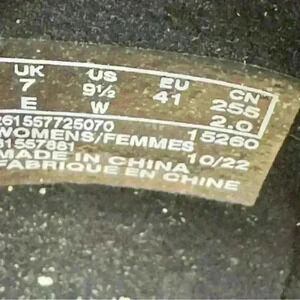 UK US EU CN
7 9½ 41 255
E W 2.0
261557725070 15260
WOMENS/FEMMES 10/22
61557881
MADE IN CHINA
FABRIQUE EN CHINE